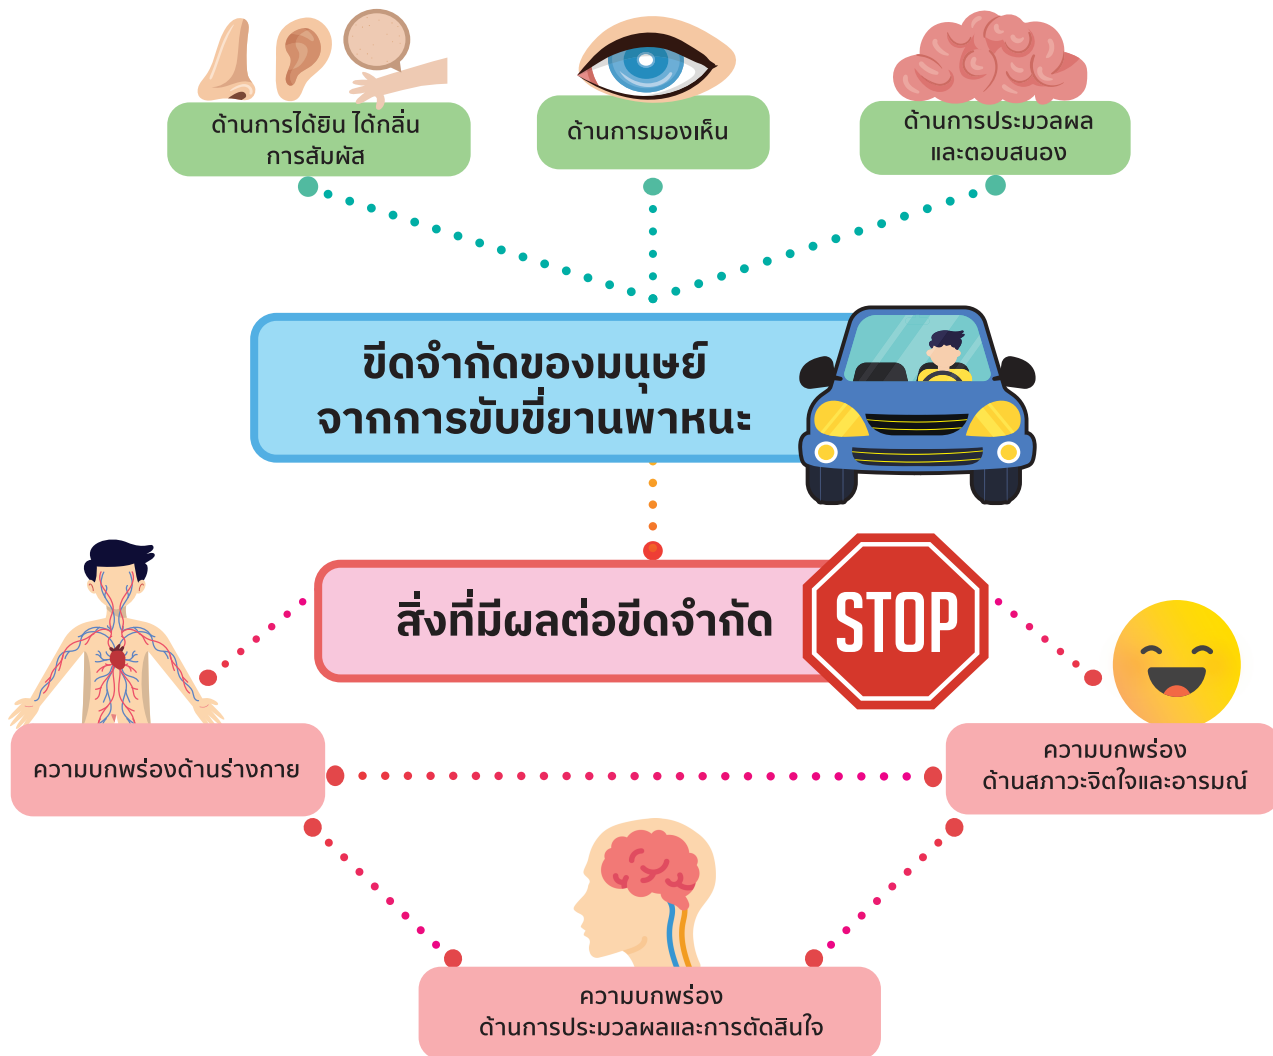 ด้านการได้ยิน ได้กลิ่น
การสัมผัส
ด้านการมองเห็น
ด้านการประมวลผล
และตอบสนอง
ขีดจำกัดของมนุษย์
จากการขับขี่ยานพาหนะ
สิ่งที่มีผลต่อขีดจำกัด
STOP
ความบกพร่องด้านร่างกาย
ความบกพร่อง
ด้านสภาวะจิตใจและอารมณ์
ความบกพร่อง
ด้านการประมวลผลและการตัดสินใจ